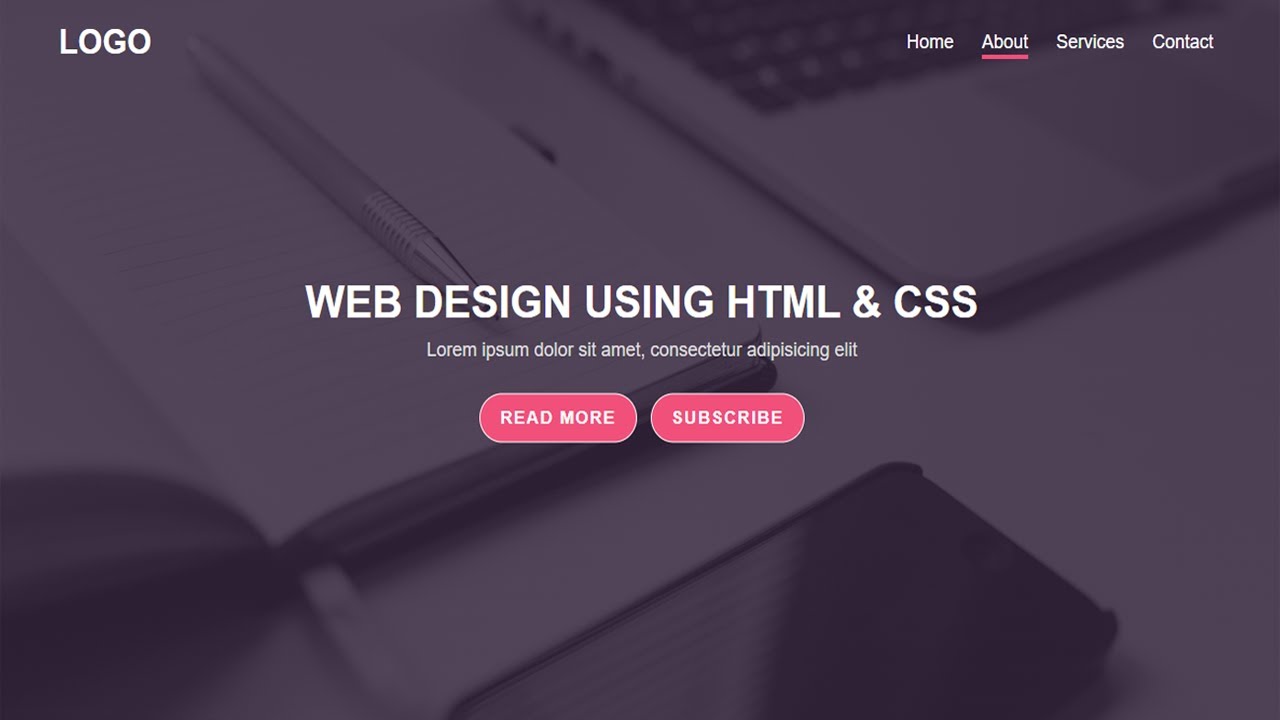 LOGO
Home About Services Contact
WEB DESIGN USING HTML & CSS
Lorem ipsum dolor sit amet, consectetur adipisicing elit
READ MORE SUBSCRIBE